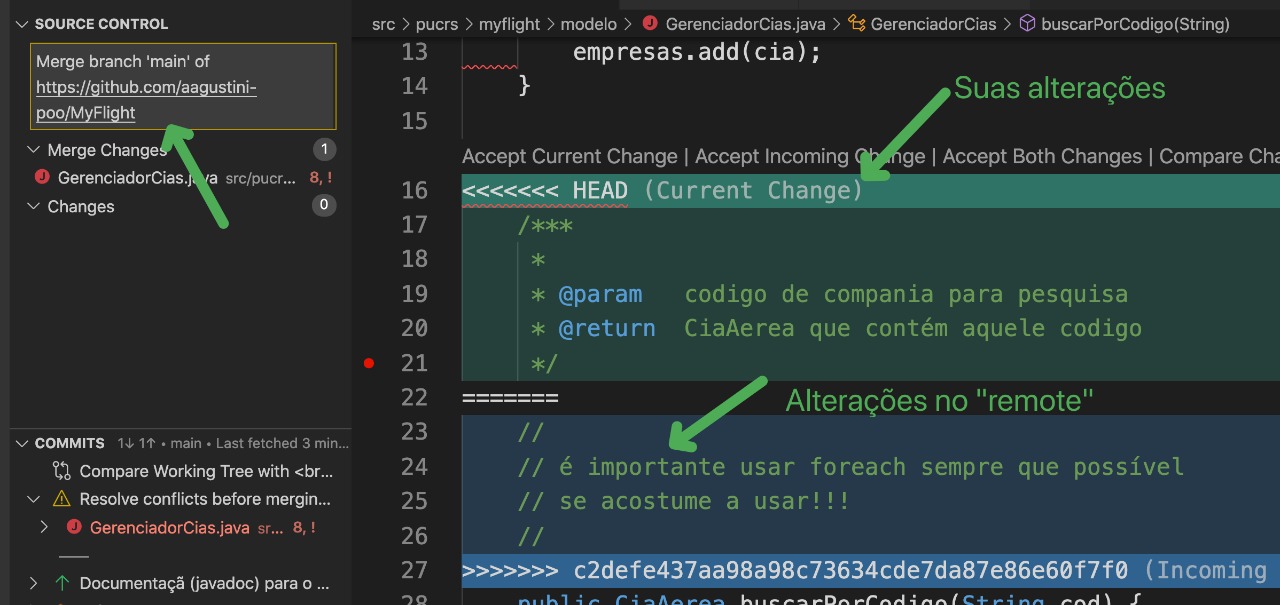 SOURCE CONTROL
Merge branch 'main' of
https://github.com/aagustini-
poo/MyFlight
Merge Changes 1
GerenciadorCias.java src/pucr... 8, !
Changes 0
COMMITS 1↓ 1↑ • main • Last fetched 3 min...
Compare Working Tree with <br...
Resolve conflicts before mergin...
GerenciadorCias.java sr... 8, !
Documentaçã (javadoc) para o ...
src > pucrs > myflight > modelo > J GerenciadorCias.java > GerenciadorCias > buscarPorCodigo(String)
13 empresas.add(cia);
14 }
Suas alterações
15
Accept Current Change | Accept Incoming Change | Accept Both Changes | Compare Cha
16 <<<<<<< HEAD (Current Change)
17 /***
18 *
19 * @param codigo de compania para pesquisa
20 * @return CiaAerea que contém aquele codigo
21 */
22 =======
Alterações no "remote"
23 //
24 // é importante usar foreach sempre que possível
25 // se acostume a usar!!!
26 //
27 >>>>>>> c2defe437aa98a98c73634cde7da87e86e60f7f0 (Incoming
28 public CiaAerea buscarPorCodigo(String cod) {